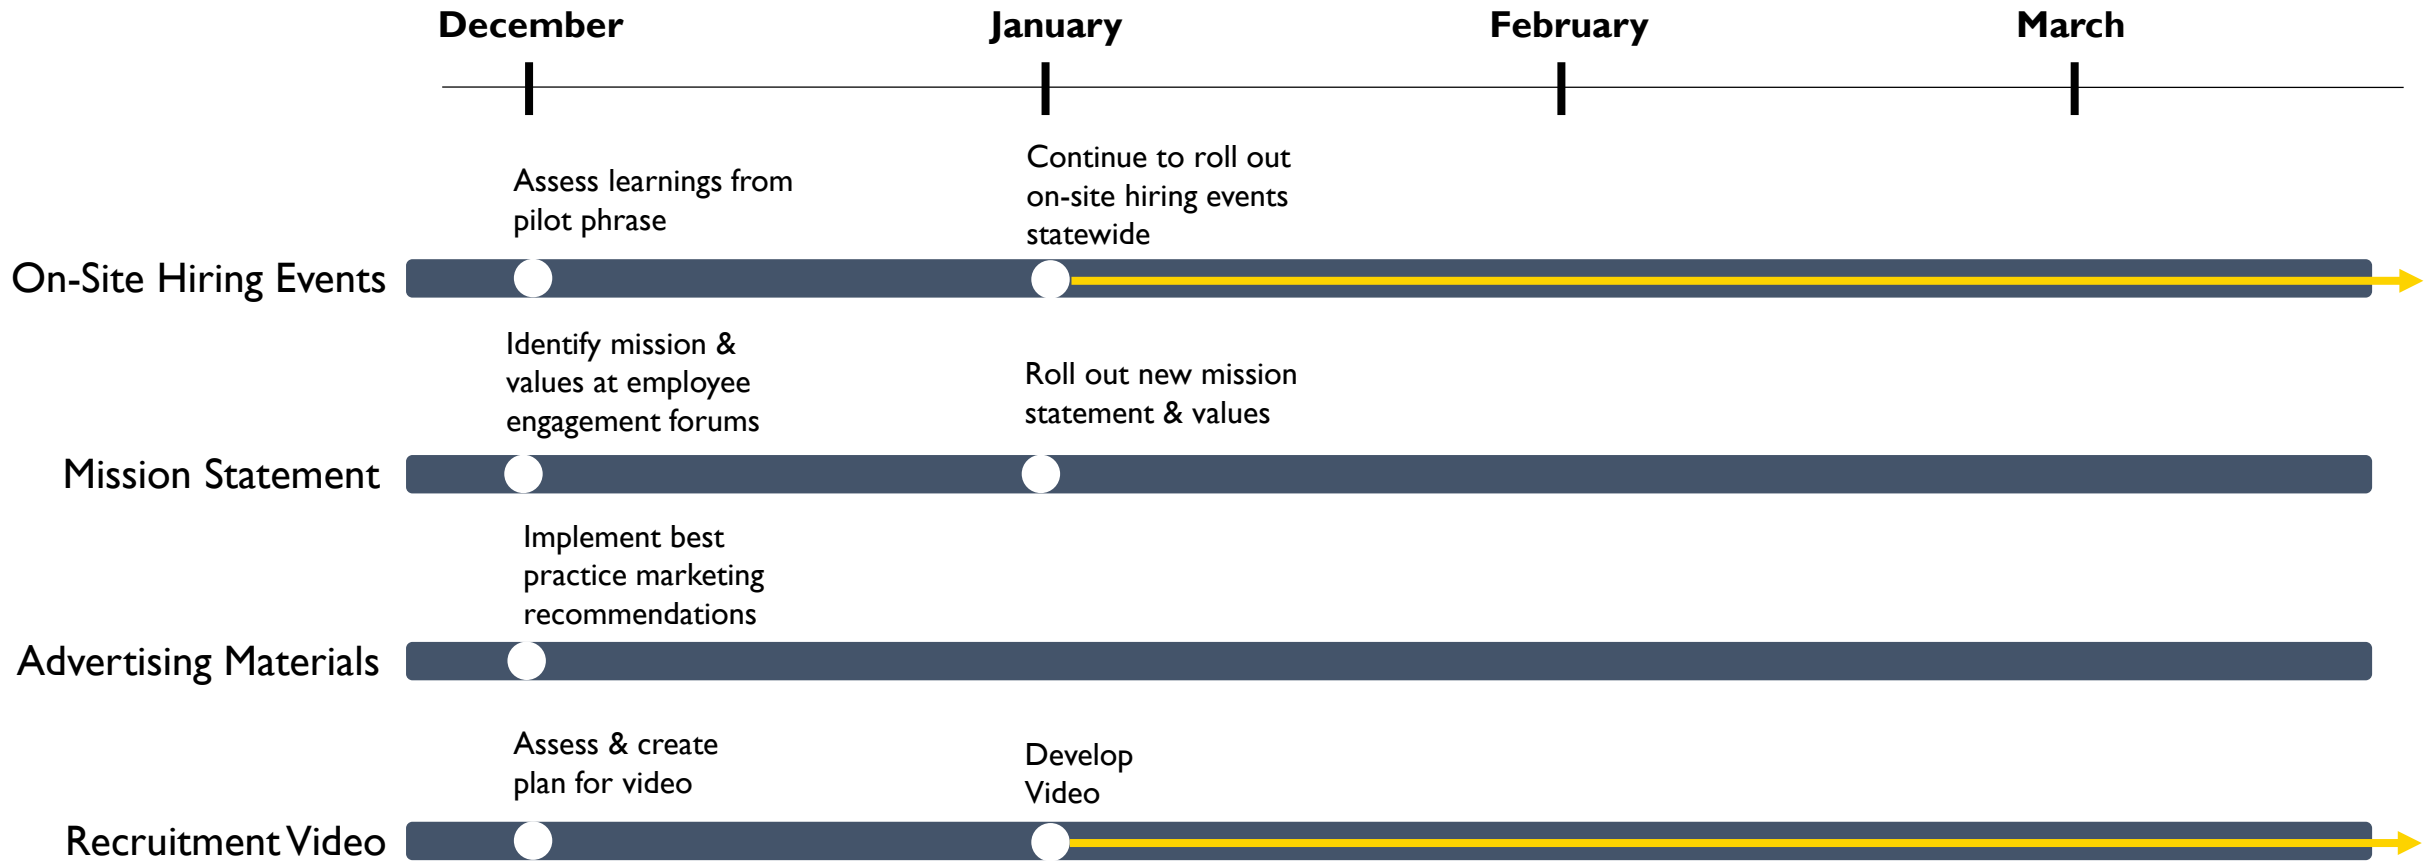 December January February March
Assess learnings from
pilot phrase
Continue to roll out
on-site hiring events
statewide
On-Site Hiring Events
Identify mission &
values at employee
engagement forums
Roll out new mission
statement & values
Mission Statement
Implement best
practice marketing
recommendations
Advertising Materials
Assess & create
plan for video
Develop
Video
Recruitment Video